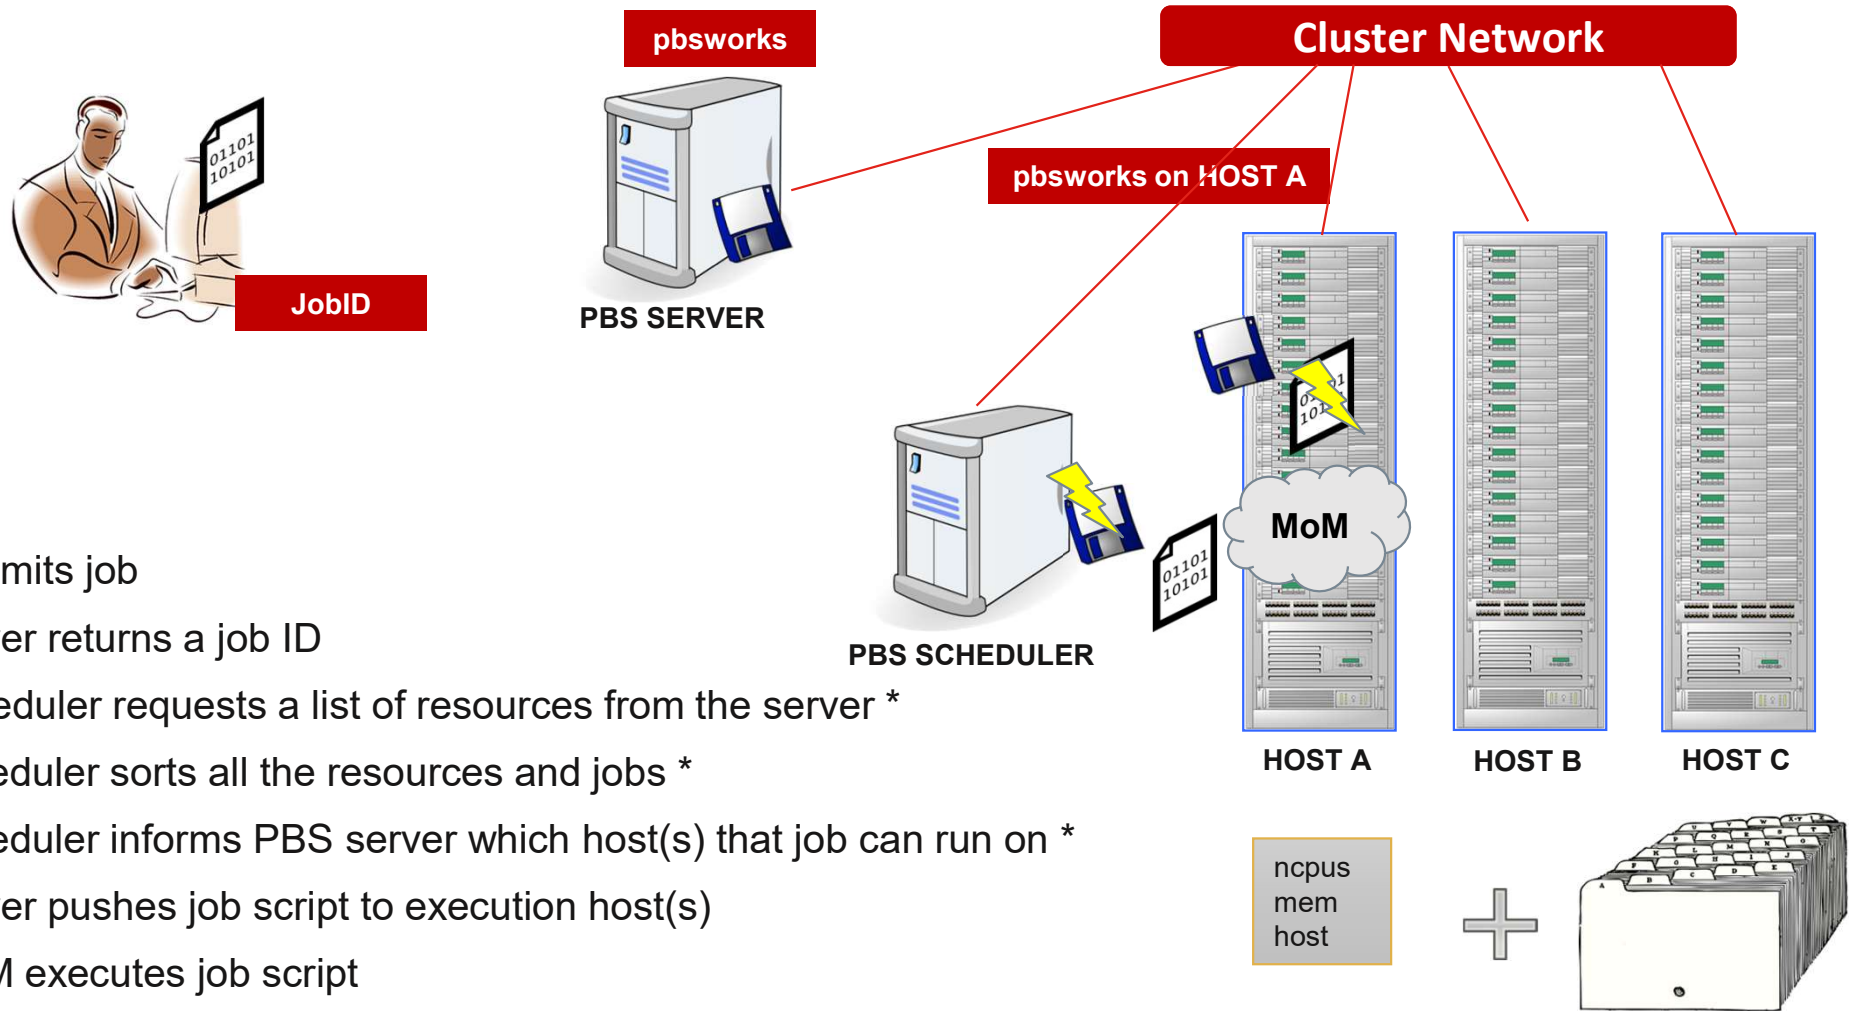 pbsworks
Cluster Network
01101
10101
pbsworks on HOST A
JobID
PBS SERVER
MoM
01101
10101
PBS SCHEDULER
HOST A
HOST B
HOST C
mits job
er returns a job ID
eduler requests a list of resources from the server *
eduler sorts all the resources and jobs *
eduler informs PBS server which host(s) that job can run on *
er pushes job script to execution host(s)
M executes job script
ncpus
mem
host
A B C D E